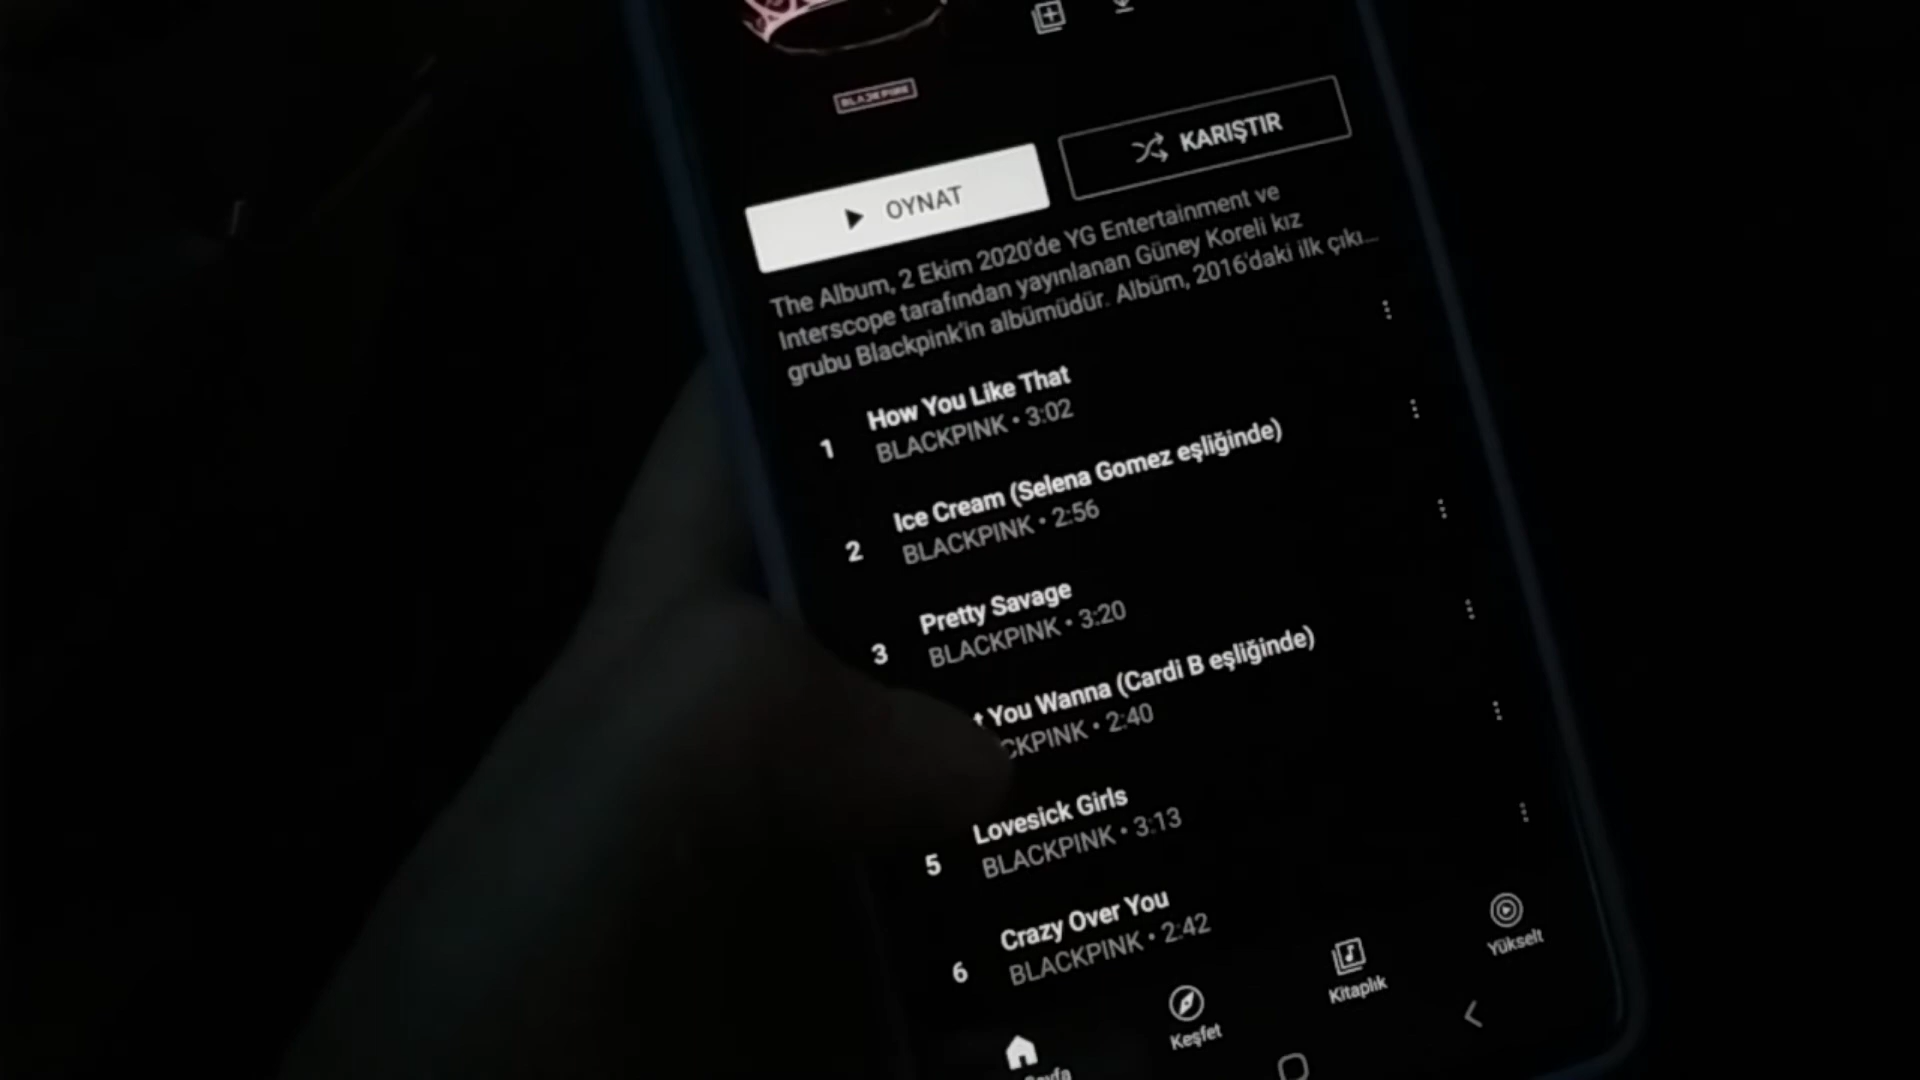 BLACKPINK
OYNAT
KARIŞTIR
The Album, 2 Ekim 2020'de YG Entertainment ve
Interscope tarafından yayınlanan Güney Koreli kız
grubu Blackpink'in albümüdür. Albüm, 2016'daki ilk çıkı...
1 How You Like That
BLACKPINK • 3:02
2 Ice Cream (Selena Gomez eşliğinde)
BLACKPINK • 2:56
3 Pretty Savage
BLACKPINK • 3:20
t You Wanna (Cardi B eşliğinde)
CKPINK • 2:40
5 Lovesick Girls
BLACKPINK • 3:13
6 Crazy Over You
BLACKPINK • 2:42
Keşfet
Kitaplık
Yükselt